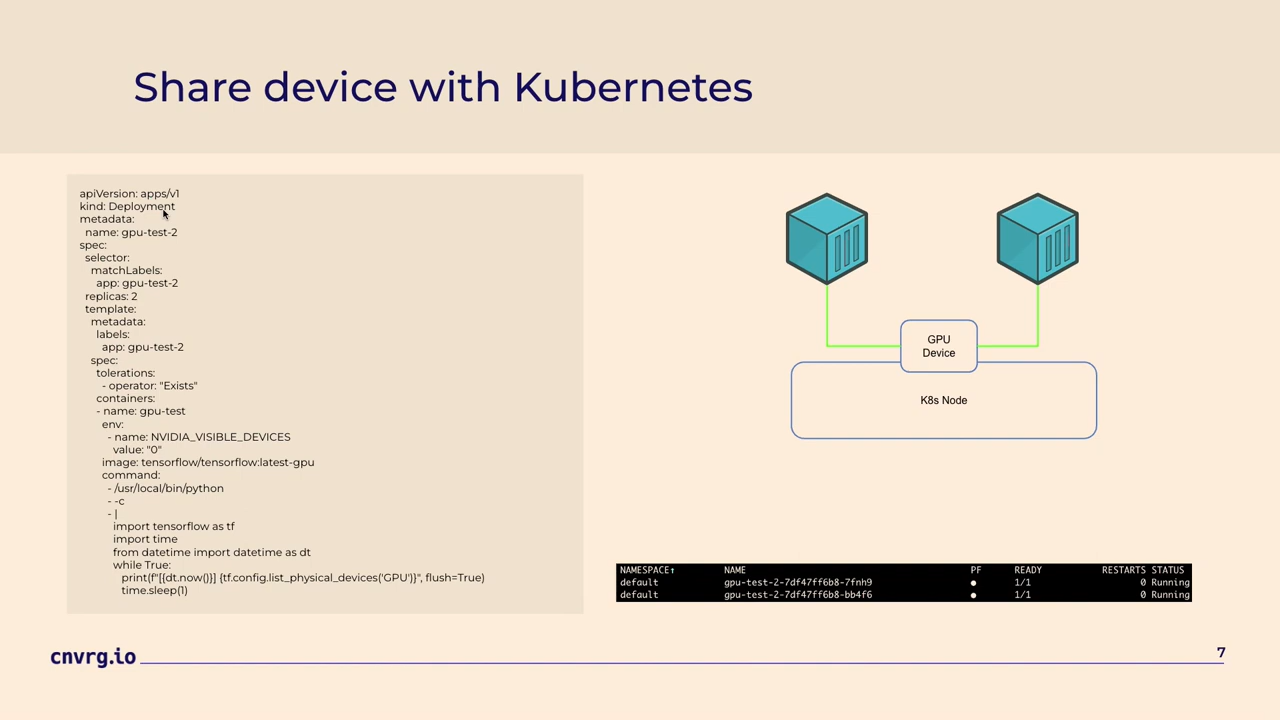 Share device with Kubernetes
apiVersion: apps/v1
kind: Deployment
metadata:
  name: gpu-test-2
spec:
  selector:
    matchLabels:
      app: gpu-test-2
  replicas: 2
  template:
    metadata:
      labels:
        app: gpu-test-2
    spec:
      tolerations:
        - operator: "Exists"
      containers:
      - name: gpu-test
        env:
          - name: NVIDIA_VISIBLE_DEVICES
            value: "0"
        image: tensorflow/tensorflow:latest-gpu
        command:
          - /usr/local/bin/python
          - -c
          - |
            import tensorflow as tf
            import time
            from datetime import datetime as dt
            while True:
               print(f"[{dt.now()}] {tf.config.list_physical_devices('GPU')}", flush=True)
               time.sleep(1)
GPU
Device
K8s Node
NAMESPACE↑ NAME PF READY RESTARTS STATUS
default gpu-test-2-7df47ff6b8-7fnh9 ● 1/1 0 Running
default gpu-test-2-7df47ff6b8-bb4f6 ● 1/1 0 Running
cnvrg.io
7